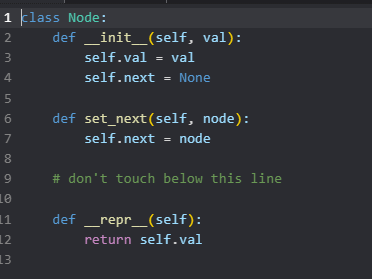 1 class Node:
2     def __init__(self, val):
3         self.val = val
4         self.next = None
5
6     def set_next(self, node):
7         self.next = node
8
9     # don't touch below this line
10
11     def __repr__(self):
12         return self.val
13